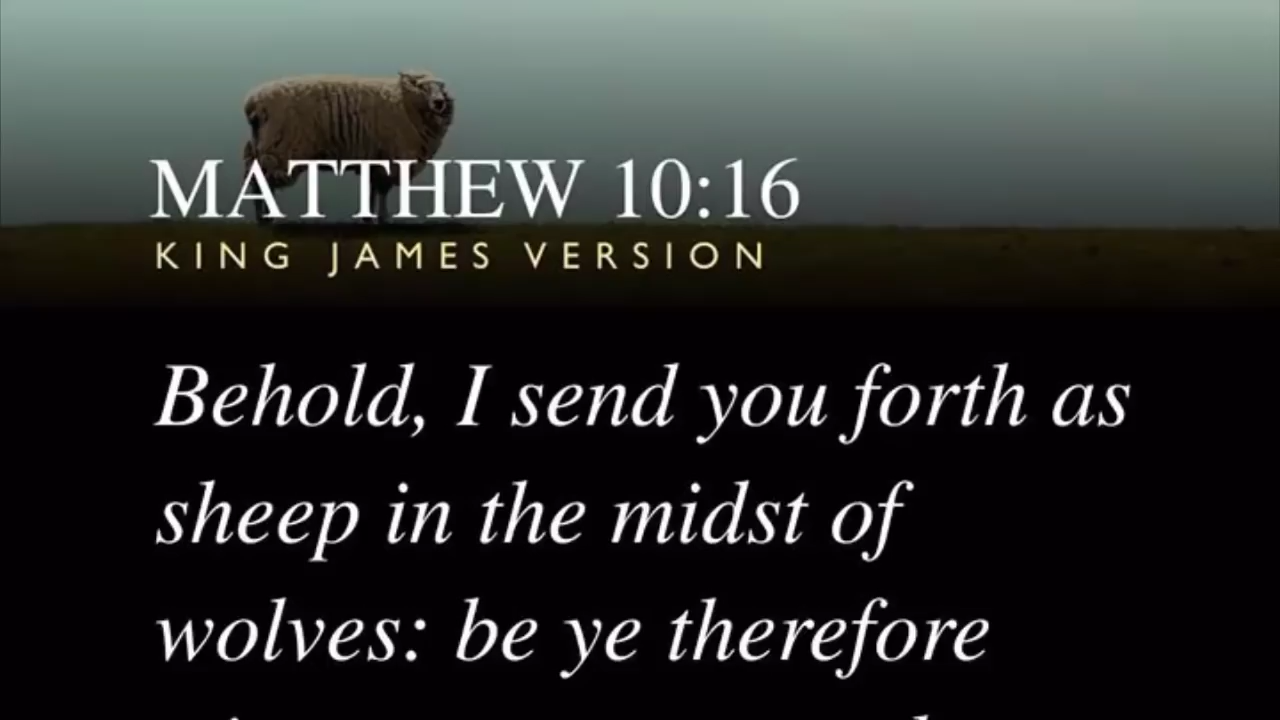 MATTHEW 10:16
KING JAMES VERSION
Behold, I send you forth as
sheep in the midst of
wolves: be ye therefore